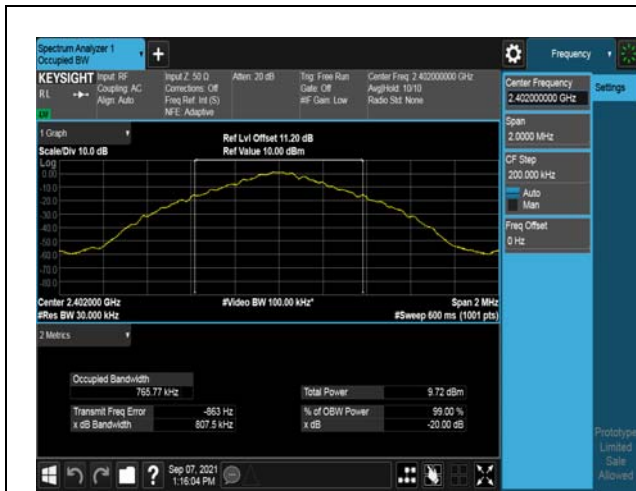 Spectrum Analyzer 1
Occupied BW
+
Frequency
KEYSIGHT
Input: RF
Input Z: 50 Ω
Atten: 20 dB
Trig: Free Run
Center Freq: 2.402000000 GHz
RL
Coupling: AC
Corrections: Off
Gate: Off
Avg|Hold: 10/10
Align: Auto
Freq Ref: Int (S)
#IF Gain: Low
Radio Std: None
NFE: Adaptive
1 Graph
Ref Lvl Offset 11.20 dB
Scale/Div 10.0 dB
Ref Value 10.00 dBm
Log
0.00
-10.0
-20.0
-30.0
-40.0
-50.0
-60.0
-70.0
-80.0
Center 2.402000 GHz
#Video BW 100.00 kHz*
Span 2 MHz
#Res BW 30.000 kHz
#Sweep 600 ms (1001 pts)
2 Metrics
Occupied Bandwidth
765.77 kHz
Total Power
9.72 dBm
Transmit Freq Error
-863 Hz
% of OBW Power
99.00 %
x dB Bandwidth
807.5 kHz
x dB
-20.00 dB
Sep 07, 2021
1:16:04 PM
Center Frequency
2.402000000 GHz
Settings
Span
2.0000 MHz
CF Step
200.000 kHz
Auto
Man
Freq Offset
0 Hz
Prototype
Limited
Sale
Allowed